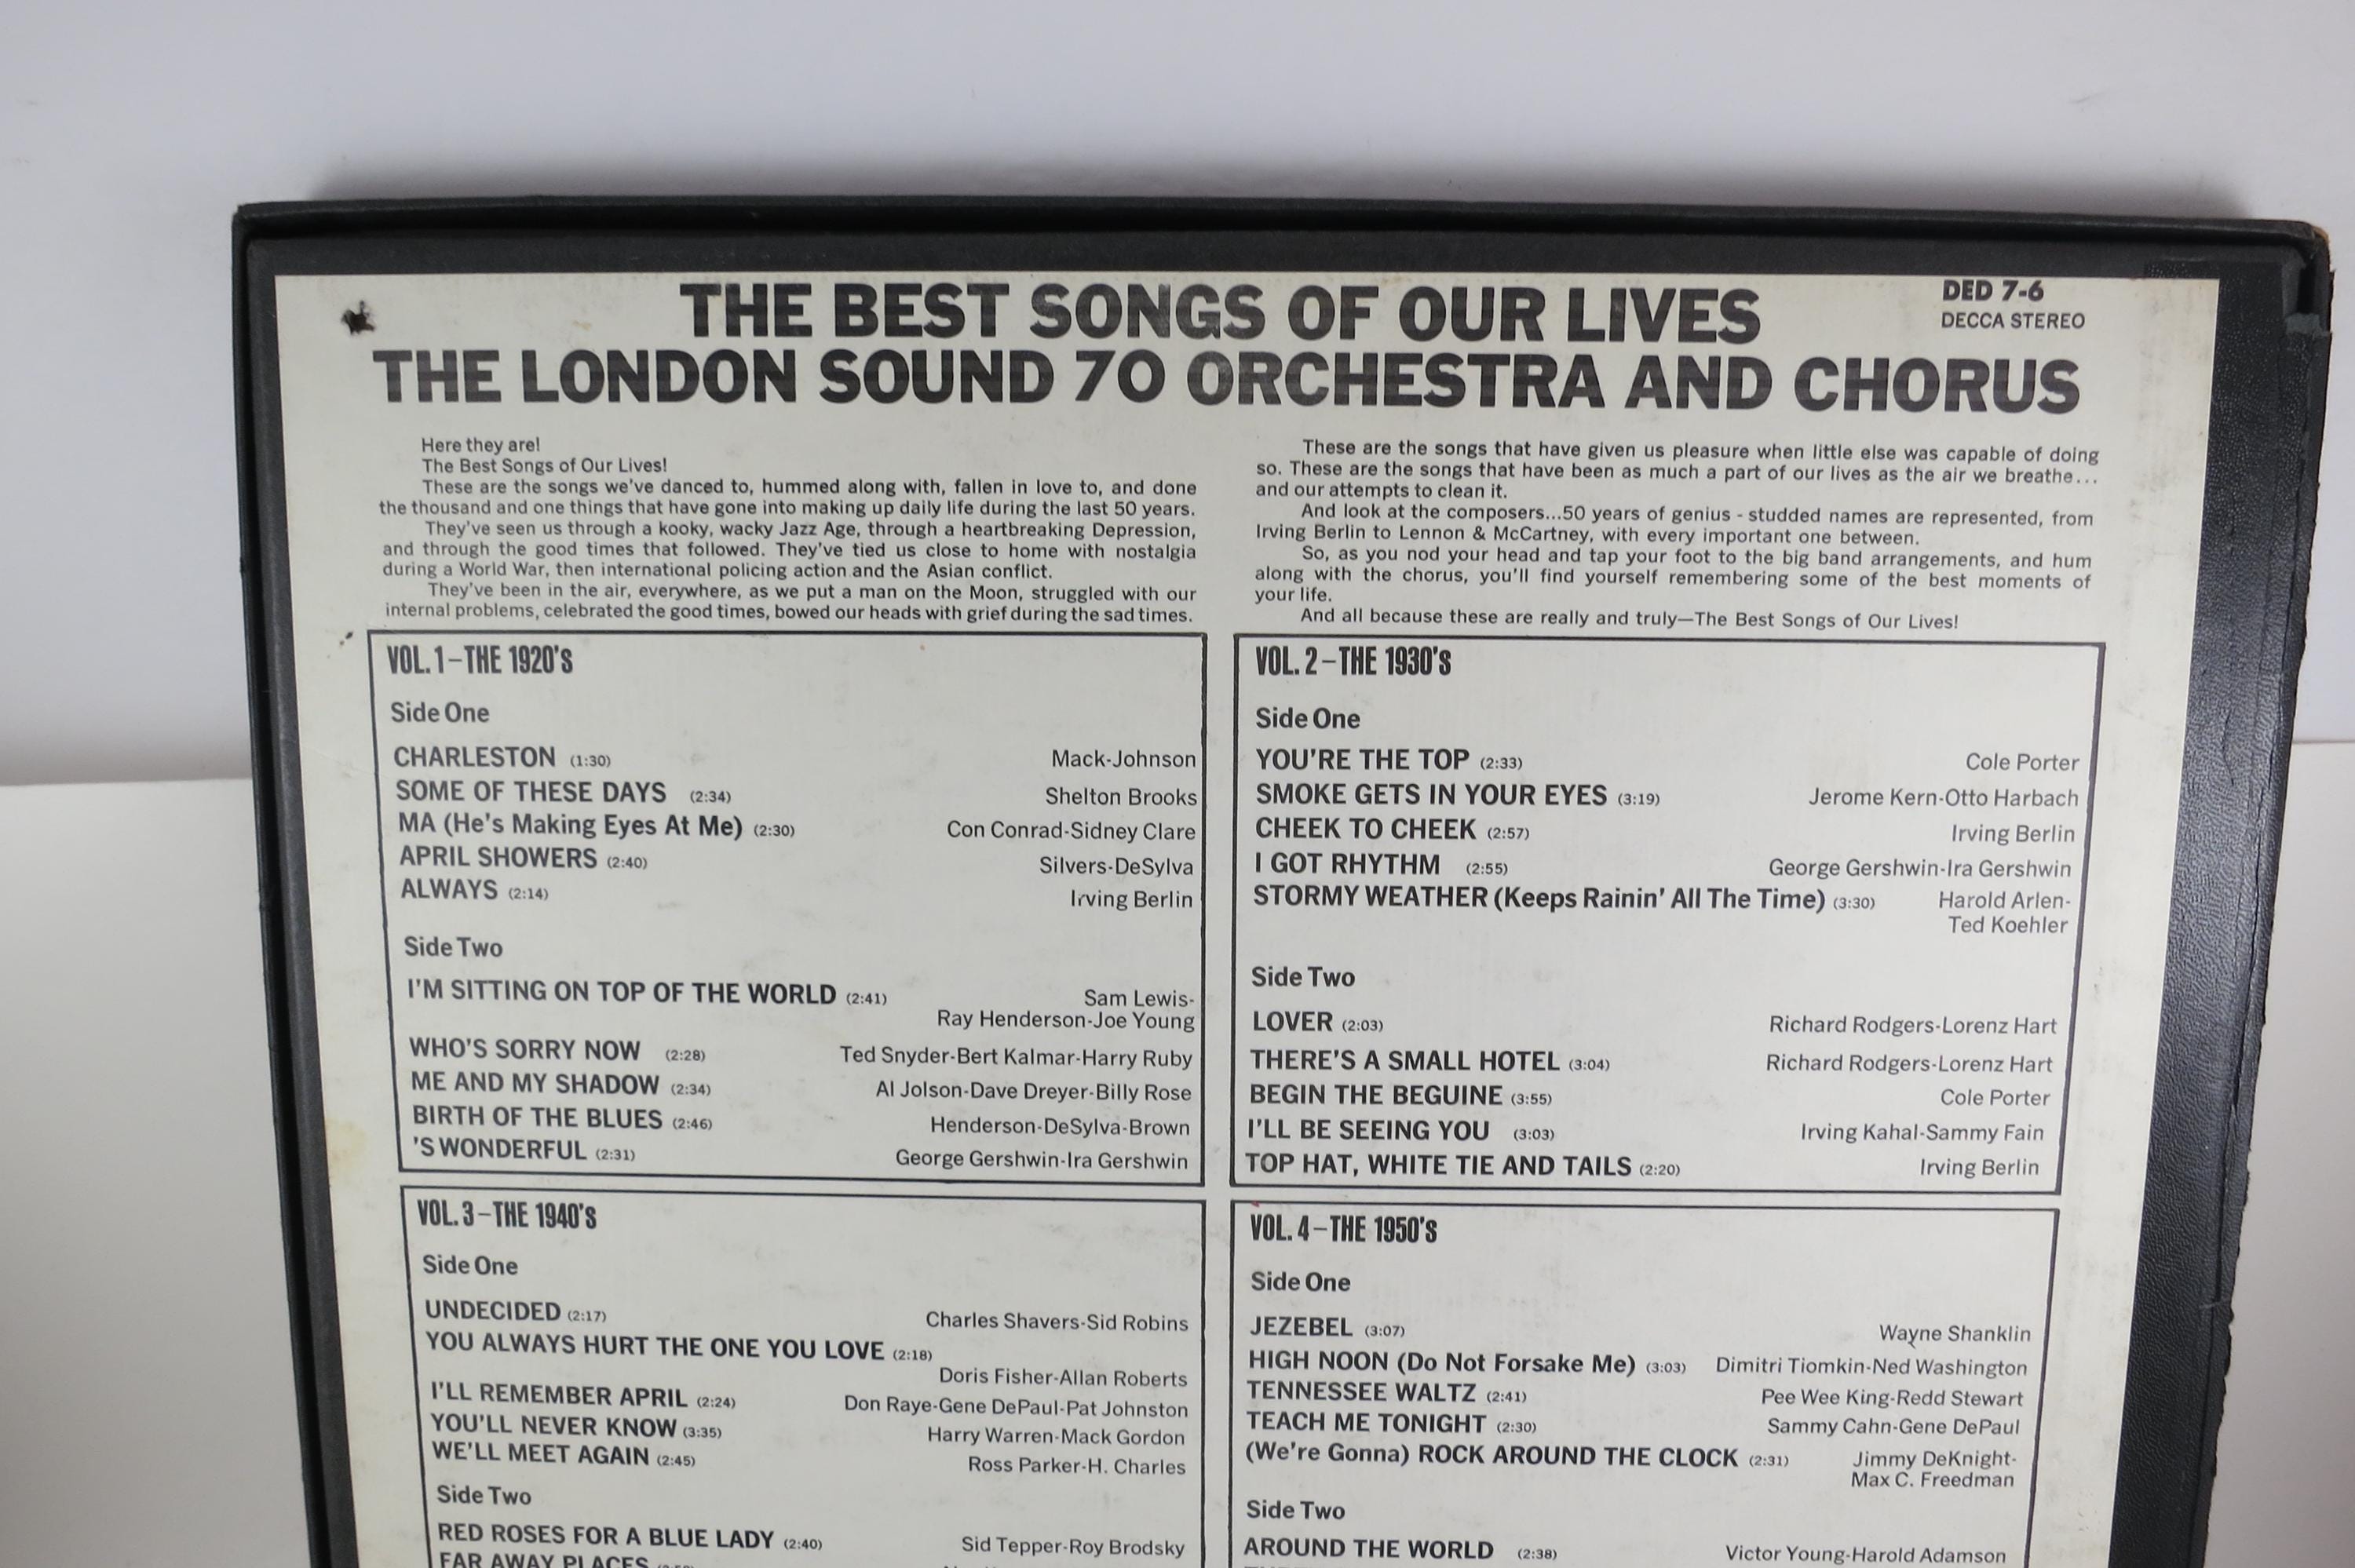 THE BEST SONGS OF OUR LIVES
DED 7-6
DECCA STEREO
THE LONDON SOUND 70 ORCHESTRA AND CHORUS
Here they are!
The Best Songs of Our Lives!
These are the songs we've danced to, hummed along with, fallen in love to, and done
the thousand and one things that have gone into making up daily life during the last 50 years.
They've seen us through a kooky, wacky Jazz Age, through a heartbreaking Depression,
and through the good times that followed. They've tied us close to home with nostalgia
during a World War, then international policing action and the Asian conflict.
They've been in the air, everywhere, as we put a man on the Moon, struggled with our
internal problems, celebrated the good times, bowed our heads with grief during the sad times.
These are the songs that have given us pleasure when little else was capable of doing
so. These are the songs that have been as much a part of our lives as the air we breathe...
and our attempts to clean it.
And look at the composers...50 years of genius - studded names are represented, from
Irving Berlin to Lennon & McCartney, with every important one between.
So, as you nod your head and tap your foot to the big band arrangements, and hum
along with the chorus, you'll find yourself remembering some of the best moments of
your life.
And all because these are really and truly—The Best Songs of Our Lives!
VOL. 1-THE 1920's
Side One
CHARLESTON (1:30) Mack-Johnson
SOME OF THESE DAYS (2:34) Shelton Brooks
MA (He's Making Eyes At Me) (2:30) Con Conrad-Sidney Clare
APRIL SHOWERS (2:40) Silvers-DeSylva
ALWAYS (2:14) Irving Berlin
Side Two
I'M SITTING ON TOP OF THE WORLD (2:41) Sam Lewis-
Ray Henderson-Joe Young
WHO'S SORRY NOW (2:28) Ted Snyder-Bert Kalmar-Harry Ruby
ME AND MY SHADOW (2:34) Al Jolson-Dave Dreyer-Billy Rose
BIRTH OF THE BLUES (2:46) Henderson-DeSylva-Brown
'S WONDERFUL (2:31) George Gershwin-Ira Gershwin
VOL. 2-THE 1930's
Side One
YOU'RE THE TOP (2:33) Cole Porter
SMOKE GETS IN YOUR EYES (3:19) Jerome Kern-Otto Harbach
CHEEK TO CHEEK (2:57) Irving Berlin
I GOT RHYTHM (2:55) George Gershwin-Ira Gershwin
STORMY WEATHER (Keeps Rainin' All The Time) (3:30) Harold Arlen-
Ted Koehler
Side Two
LOVER (2:03) Richard Rodgers-Lorenz Hart
THERE'S A SMALL HOTEL (3:04) Richard Rodgers-Lorenz Hart
BEGIN THE BEGUINE (3:55) Cole Porter
I'LL BE SEEING YOU (3:03) Irving Kahal-Sammy Fain
TOP HAT, WHITE TIE AND TAILS (2:20) Irving Berlin
VOL. 3-THE 1940's
Side One
UNDECIDED (2:17) Charles Shavers-Sid Robins
YOU ALWAYS HURT THE ONE YOU LOVE (2:18)
Doris Fisher-Allan Roberts
I'LL REMEMBER APRIL (2:24) Don Raye-Gene DePaul-Pat Johnston
YOU'LL NEVER KNOW (3:35) Harry Warren-Mack Gordon
WE'LL MEET AGAIN (2:45) Ross Parker-H. Charles
Side Two
RED ROSES FOR A BLUE LADY (2:40) Sid Tepper-Roy Brodsky
FAR AWAY PLACES
VOL. 4-THE 1950's
Side One
JEZEBEL (3:07) Wayne Shanklin
HIGH NOON (Do Not Forsake Me) (3:03) Dimitri Tiomkin-Ned Washington
TENNESSEE WALTZ (2:41) Pee Wee King-Redd Stewart
TEACH ME TONIGHT (2:30) Sammy Cahn-Gene DePaul
(We're Gonna) ROCK AROUND THE CLOCK (2:31) Jimmy DeKnight-
Max C. Freedman
Side Two
AROUND THE WORLD (2:38) Victor Young-Harold Adamson